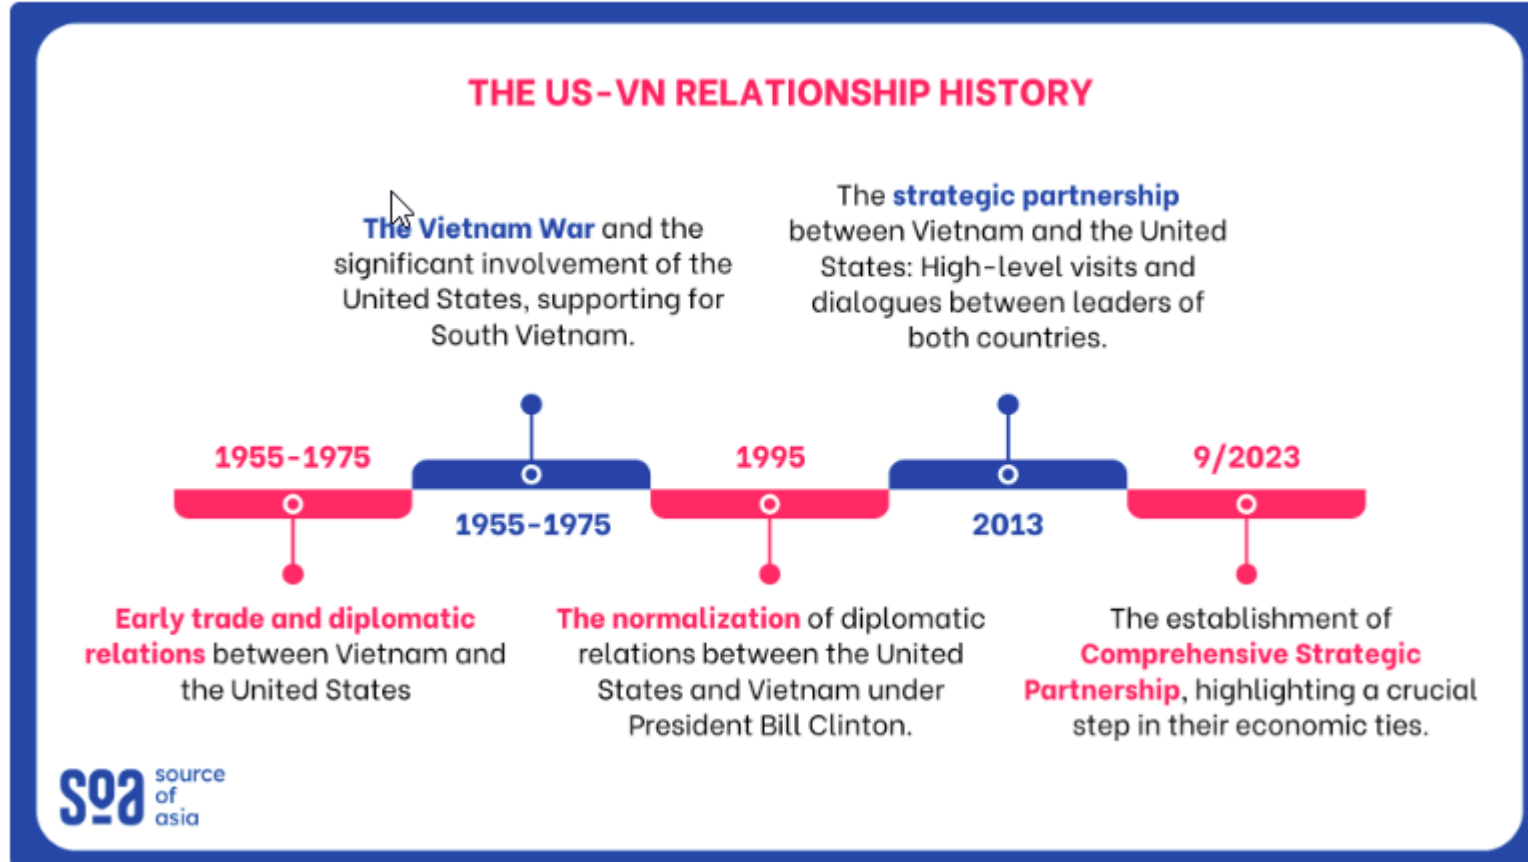 THE US-VN RELATIONSHIP HISTORY
The Vietnam War and the
significant involvement of the
United States, supporting for
South Vietnam.
The strategic partnership
between Vietnam and the United
States: High-level visits and
dialogues between leaders of
both countries.
1955-1975
1955-1975
1995
2013
9/2023
Early trade and diplomatic
relations between Vietnam and
the United States
The normalization of diplomatic
relations between the United
States and Vietnam under
President Bill Clinton.
The establishment of
Comprehensive Strategic
Partnership, highlighting a crucial
step in their economic ties.
soa
source
of
asia